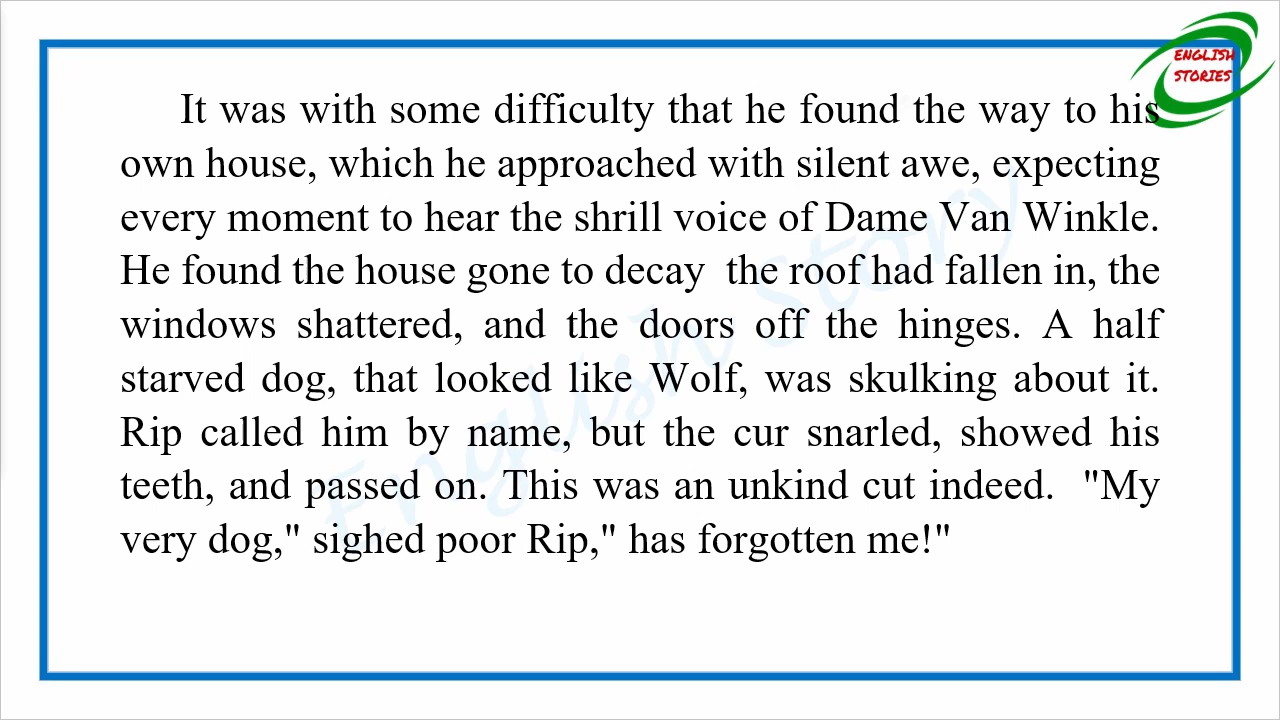 ENGLISH
STORIES
It was with some difficulty that he found the way to his
own house, which he approached with silent awe, expecting
every moment to hear the shrill voice of Dame Van Winkle.
He found the house gone to decay  the roof had fallen in, the
windows shattered, and the doors off the hinges. A half
starved dog, that looked like Wolf, was skulking about it.
Rip called him by name, but the cur snarled, showed his
teeth, and passed on. This was an unkind cut indeed.  "My
very dog," sighed poor Rip," has forgotten me!"
English Story